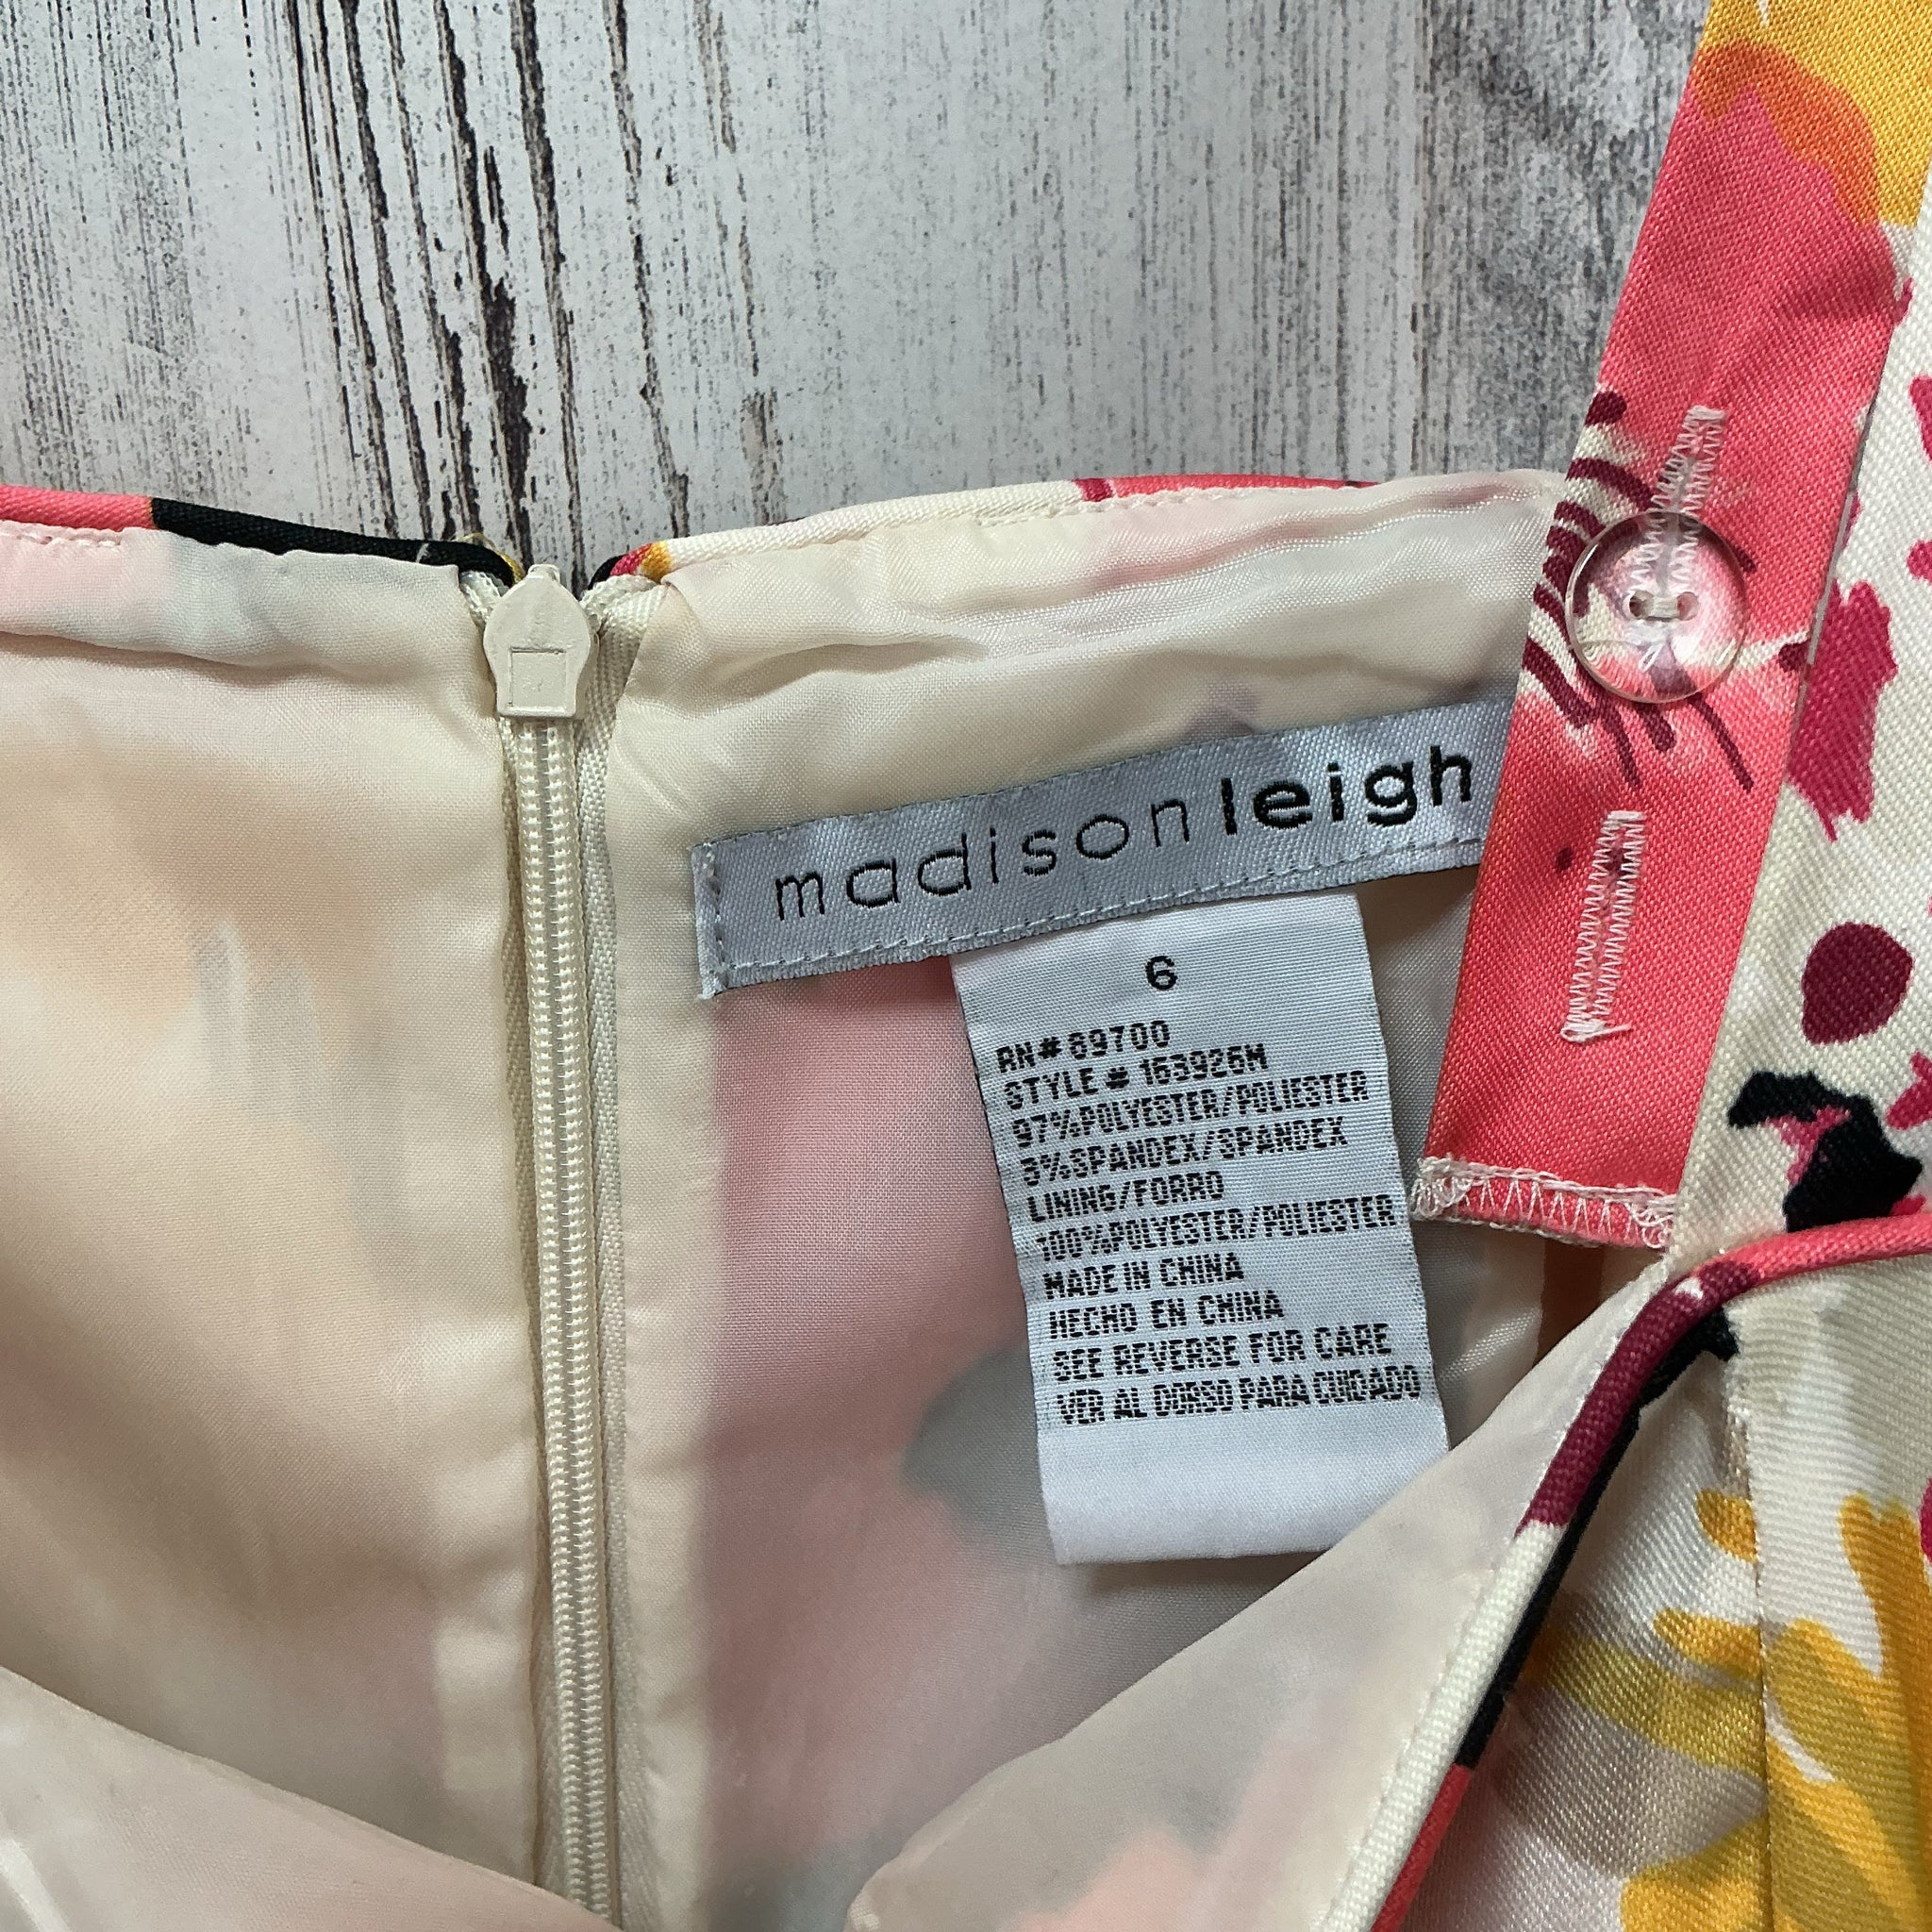 madisonleigh
6
RN# 89700
STYLE# 153926M
97%POLYESTER/POLIESTER
3%SPANDEX/SPANDEX
LINING/FORRO
100%POLYESTER/POLIESTER
MADE IN CHINA
HECHO EN CHINA
SEE REVERSE FOR CARE
VER AL DORSO PARA CUIDADO